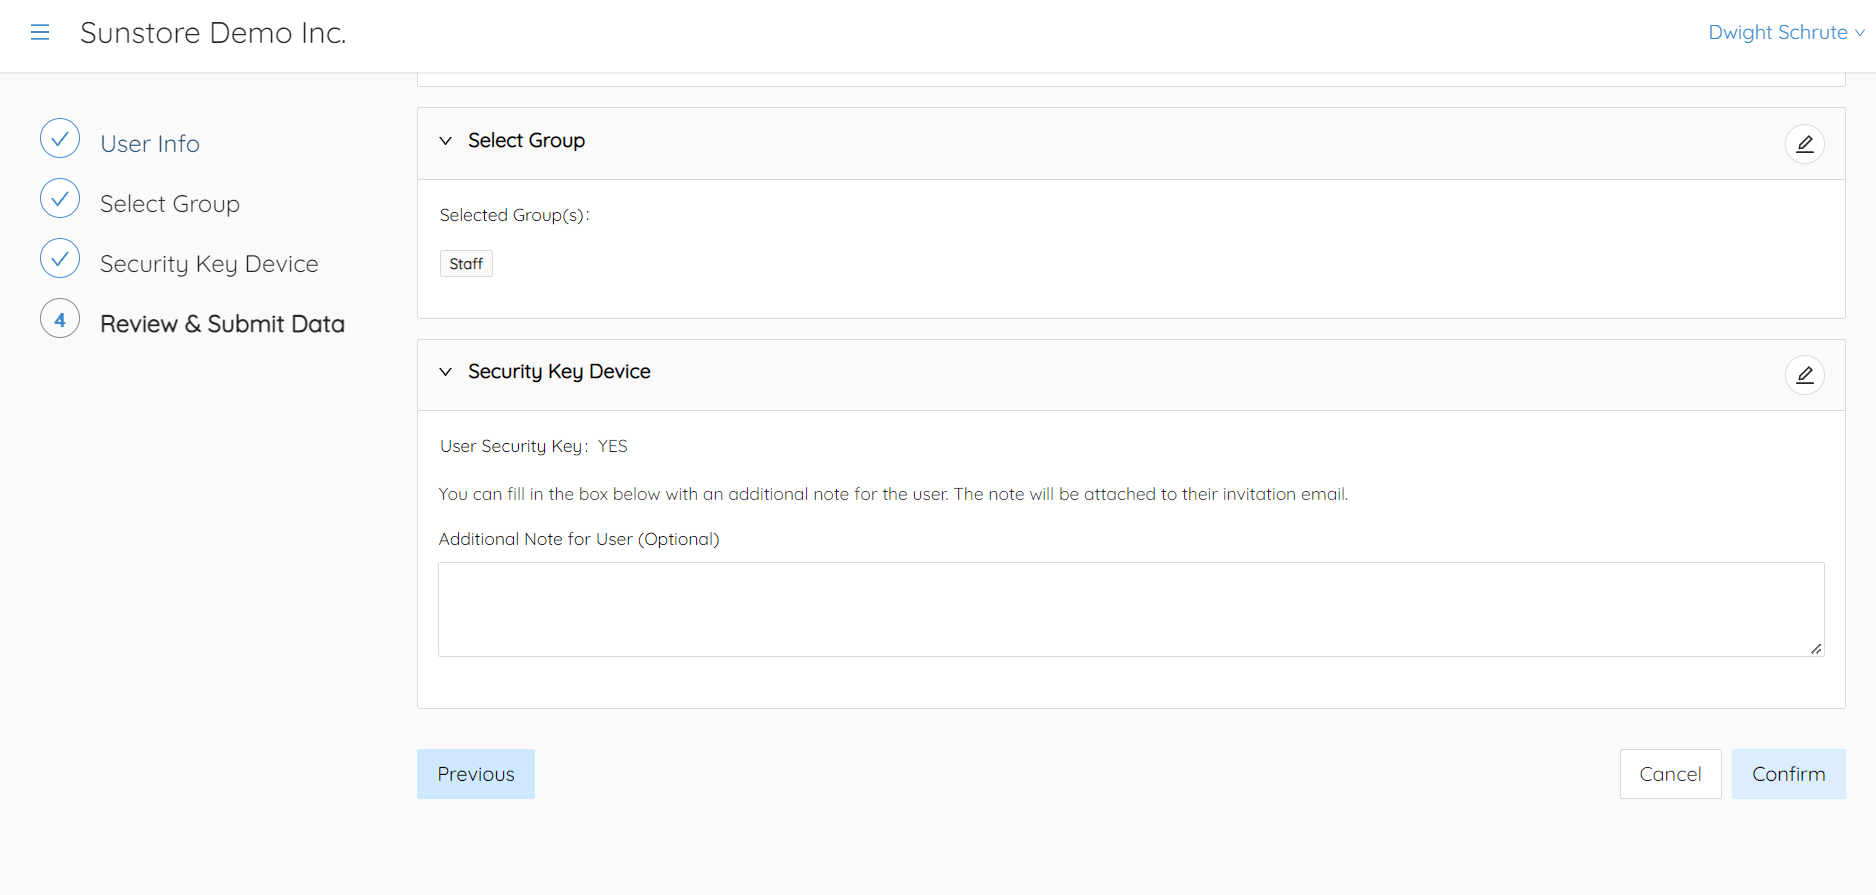 Sunstore Demo Inc.
Dwight Schrute
User Info
Select Group
Security Key Device
4
Review & Submit Data
Select Group
Selected Group(s):
Staff
Security Key Device
User Security Key: YES
You can fill in the box below with an additional note for the user. The note will be attached to their invitation email.
Additional Note for User (Optional)
Previous
Cancel
Confirm